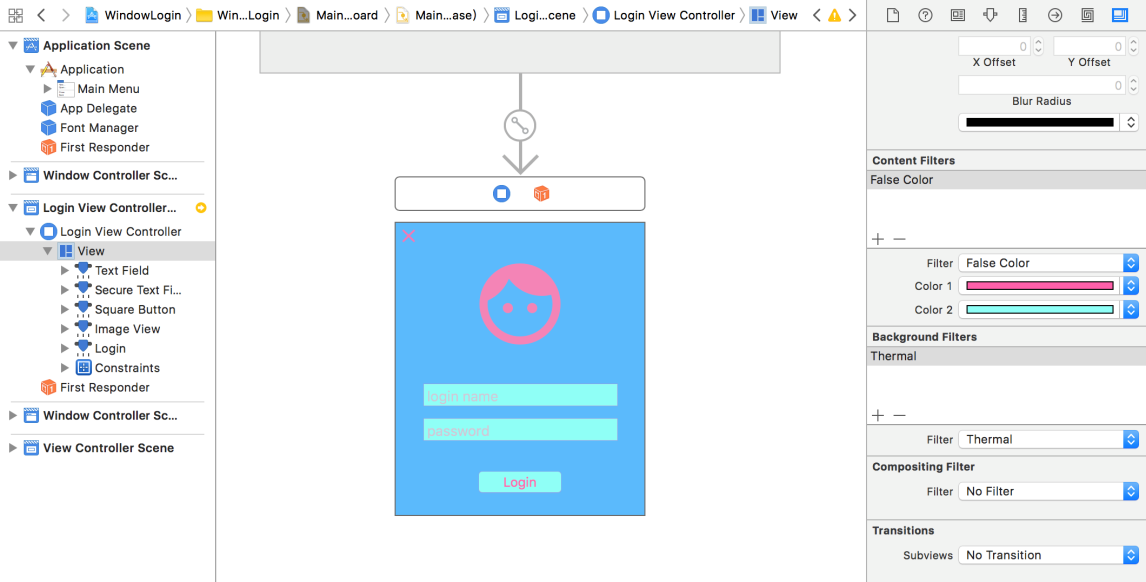 WindowLogin
Win...Login
Main...oard
Main...ase)
Logi...cene
Login View Controller
View
Application Scene
Application
Main Menu
App Delegate
Font Manager
First Responder
Window Controller Sc...
Login View Controller...
Login View Controller
View
Text Field
Secure Text Fi...
Square Button
Image View
Login
Constraints
First Responder
Window Controller Sc...
View Controller Scene
login name
password
Login
0
0
X Offset
Y Offset
0
Blur Radius
Content Filters
False Color
Filter
False Color
Color 1
Color 2
Background Filters
Thermal
Filter
Thermal
Compositing Filter
Filter
No Filter
Transitions
Subviews
No Transition